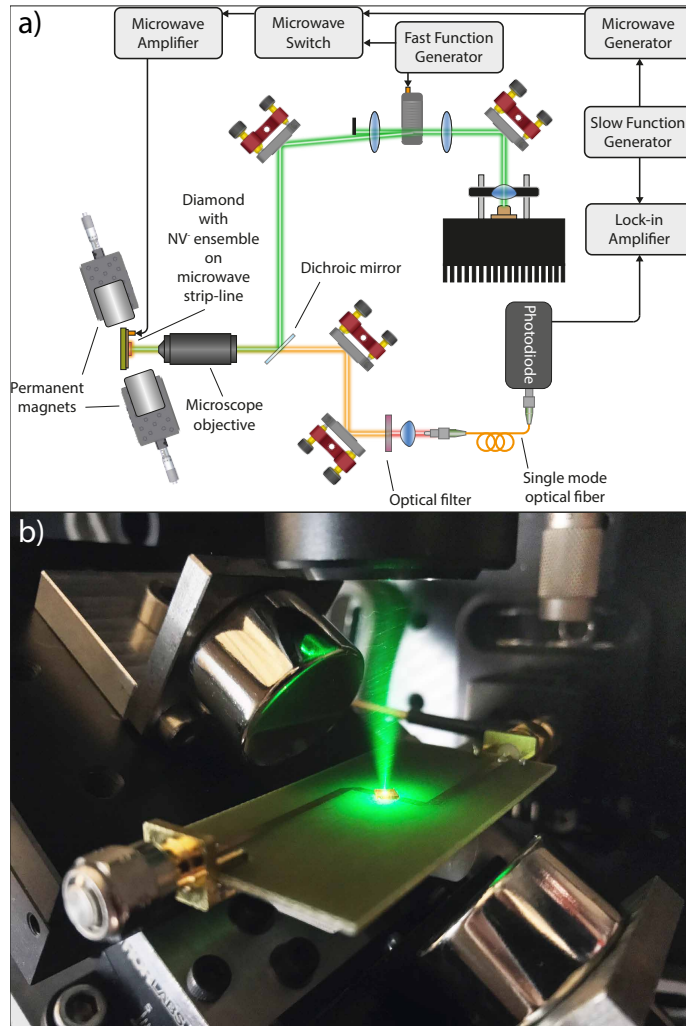 a)
Microwave
Amplifier
Microwave
Switch
Fast Function
Generator
Microwave
Generator
Slow Function
Generator
Lock-in
Amplifier
Diamond
with
NV⁻ ensemble
on
microwave
strip-line
Dichroic mirror
Photodiode
Permanent
magnets
Microscope
objective
Optical filter
Single mode
optical fiber
b)